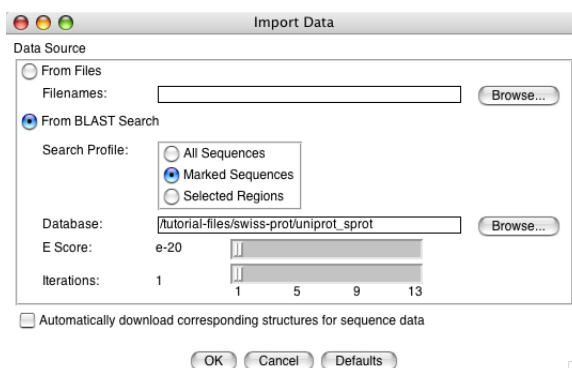 Import Data
Data Source
From Files
Filenames:
Browse...
From BLAST Search
Search Profile:
All Sequences
Marked Sequences
Selected Regions
Database:
/tutorial-files/swiss-prot/uniprot_sprot
Browse...
E Score:
e-20
Iterations:
1
1 5 9 13
Automatically download corresponding structures for sequence data
OK Cancel Defaults